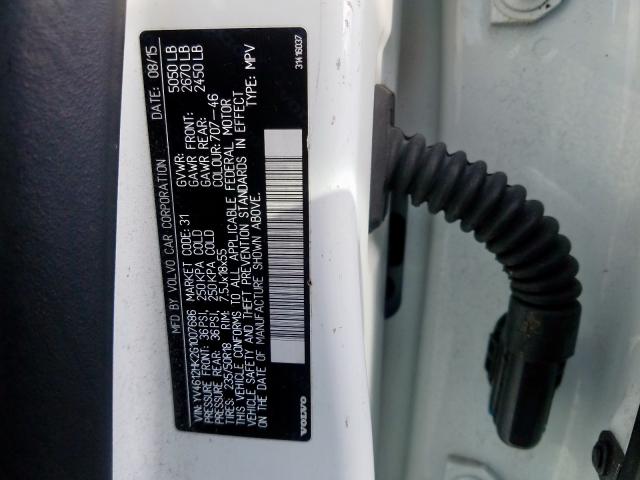 MFD BY VOLVO CAR CORPORATION DATE: 08/15
VIN: YV4612HK2G1007686 MARKET CODE: 31 GVWR: 5050 LB
PRESSURE FRONT: 36 PSI, 250 KPA COLD GAWR FRONT: 2670 LB
PRESSURE REAR: 36 PSI, 250 KPA COLD GAWR REAR: 2450 LB
TIRES: 235/50R18 RIM: 7.5Jx18x55 COLOUR: 707-46
THIS VEHICLE CONFORMS TO ALL APPLICABLE FEDERAL MOTOR
VEHICLE SAFETY AND THEFT PREVENTION STANDARDS IN EFFECT
ON THE DATE OF MANUFACTURE SHOWN ABOVE. TYPE: MPV
VOLVO 31416037